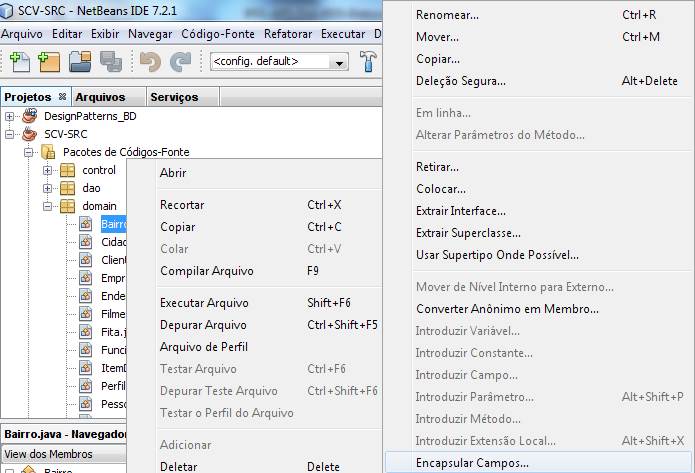 SCV-SRC - NetBeans IDE 7.2.1
Arquivo Editar Exibir Navegar Código-Fonte Refatorar Executar D
<config. default>
Projetos Arquivos Serviços
DesignPatterns_BD
SCV-SRC
Pacotes de Códigos-Fonte
control
dao
domain
Bairro
Cidad
Client
Empr
Ende
Filme
Fita.j
Funci
ItemD
Perfil
Pesso
Bairro.java - Navegador
View dos Membros
Bairro
Abrir
Recortar Ctrl+X
Copiar Ctrl+C
Colar Ctrl+V
Compilar Arquivo F9
Executar Arquivo Shift+F6
Depurar Arquivo Ctrl+Shift+F5
Arquivo de Perfil
Testar Arquivo Ctrl+F6
Depurar Teste Arquivo Ctrl+Shift+F6
Testar o Perfil do Arquivo
Adicionar
Deletar Delete
Renomear... Ctrl+R
Mover... Ctrl+M
Copiar...
Deleção Segura... Alt+Delete
Em linha...
Alterar Parâmetros do Método...
Retirar...
Colocar...
Extrair Interface...
Extrair Superclasse...
Usar Supertipo Onde Possível...
Mover de Nível Interno para Externo...
Converter Anônimo em Membro...
Introduzir Variável...
Introduzir Constante...
Introduzir Campo...
Introduzir Parâmetro... Alt+Shift+P
Introduzir Método...
Introduzir Extensão Local... Alt+Shift+X
Encapsular Campos...